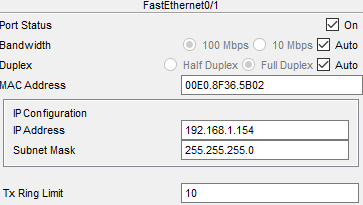 FastEthernet0/1
Port Status On
Bandwidth 100 Mbps 10 Mbps Auto
Duplex Half Duplex Full Duplex Auto
MAC Address 00E0.8F36.5B02
IP Configuration
IP Address 192.168.1.154
Subnet Mask 255.255.255.0
Tx Ring Limit 10